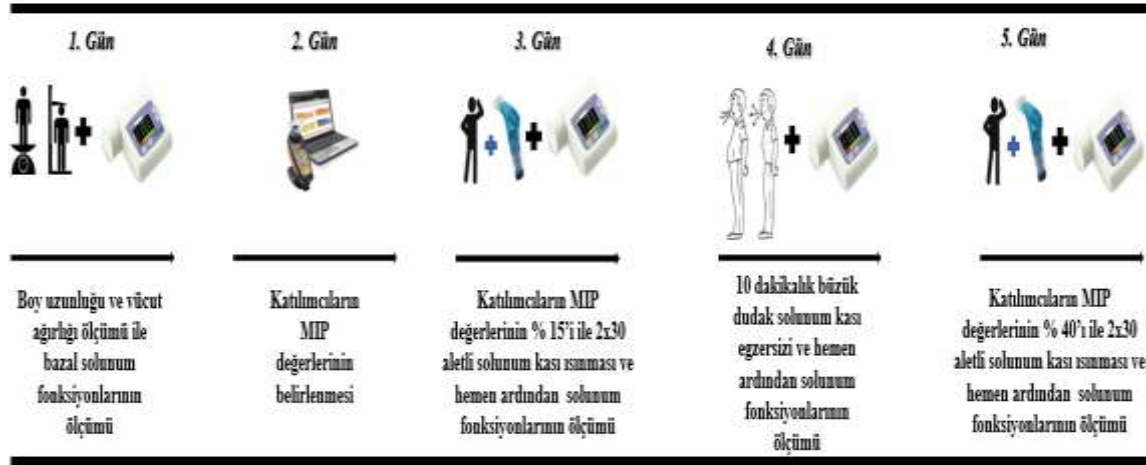 1. Gün
2. Gün
3. Gün
4. Gün
5. Gün
Boy uzunluğu ve vücut
ağırlığı ölçümü ile
bazal solunum
fonksiyonlarının
ölçümü
Katılımcıların
MIP
değerlerinin
belirlenmesi
Katılımcıların MIP
değerlerinin % 15'i ile 2x30
aletli solunum kası ısınması ve
hemen ardından solunum
fonksiyonlarının ölçümü
10 dakikalık büzük
dudak solunum kası
egzersizi ve hemen
ardından solunum
fonksiyonlarının
ölçümü
Katılımcıların MIP
değerlerinin % 40'ı ile 2x30
aletli solunum kası ısınması ve
hemen ardından solunum
fonksiyonlarının ölçümü